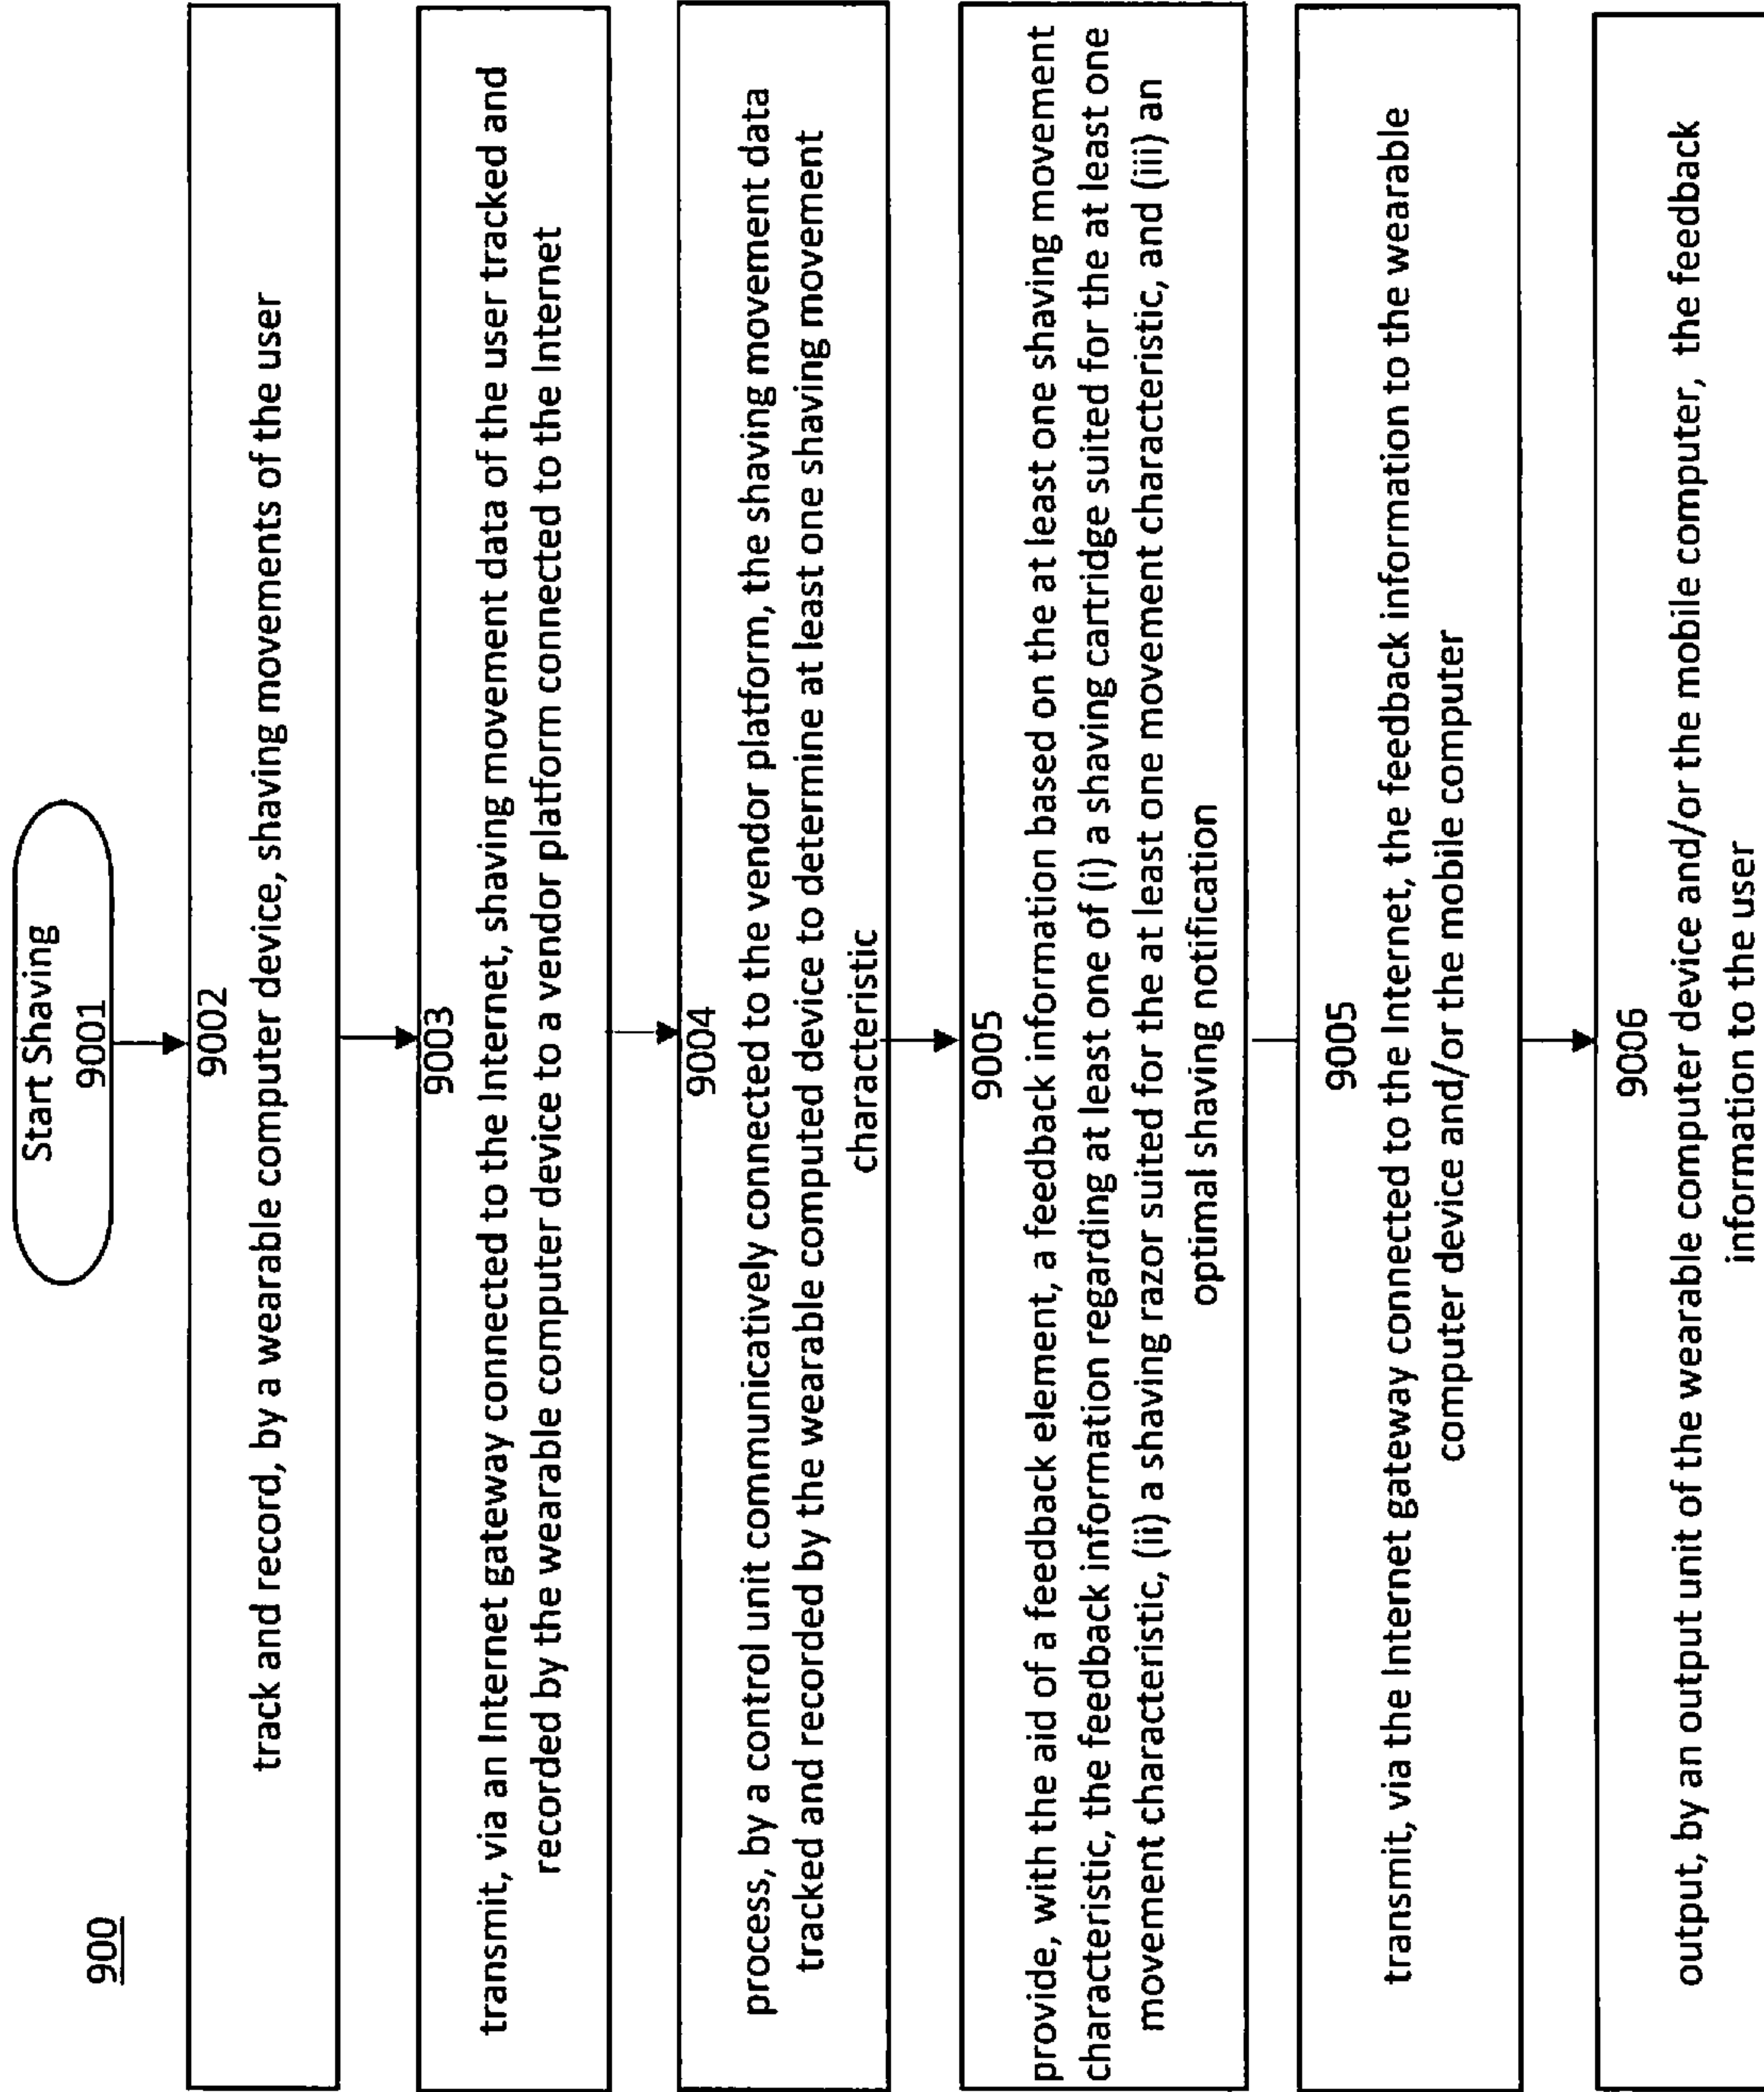 900
Start Shaving
9001
9002
track and record, by a wearable computer device, shaving movements of the user
9003
transmit, via an Internet gateway connected to the Internet, shaving movement data of the user tracked and
recorded by the wearable computer device to a vendor platform connected to the Internet
9004
process, by a control unit communicatively connected to the vendor platform, the shaving movement data
tracked and recorded by the wearable computed device to determine at least one shaving movement
characteristic
9005
provide, with the aid of a feedback element, a feedback information based on the at least one shaving movement
characteristic, the feedback information regarding at least one of (i) a shaving cartridge suited for the at least one
movement characteristic, (ii) a shaving razor suited for the at least one movement characteristic, and (iii) an
optimal shaving notification
9005
transmit, via the Internet gateway connected to the Internet, the feedback information to the wearable
computer device and/or the mobile computer
9006
output, by an output unit of the wearable computer device and/or the mobile computer, the feedback
information to the user